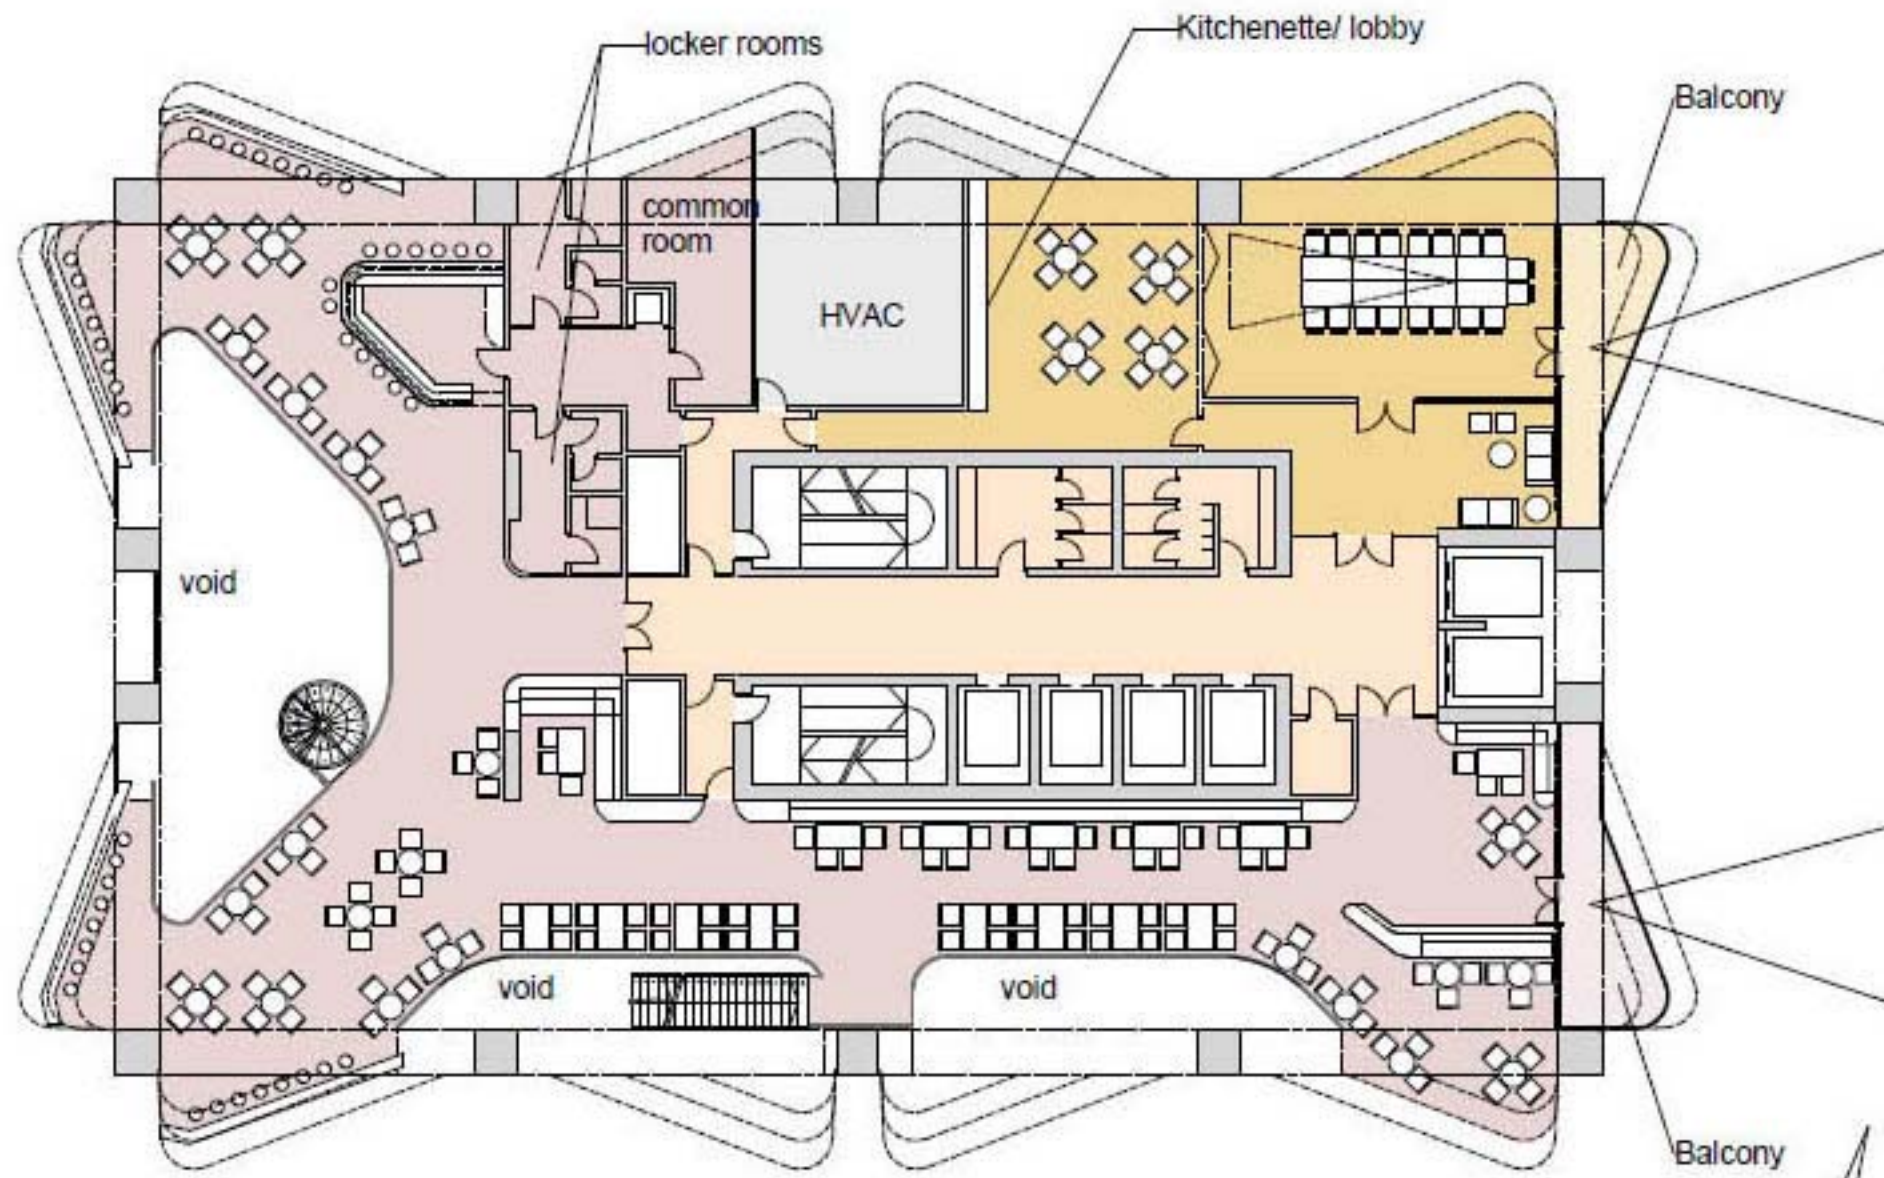 locker rooms
Kitchenette/ lobby
Balcony
common
room
HVAC
void
void
void
Balcony